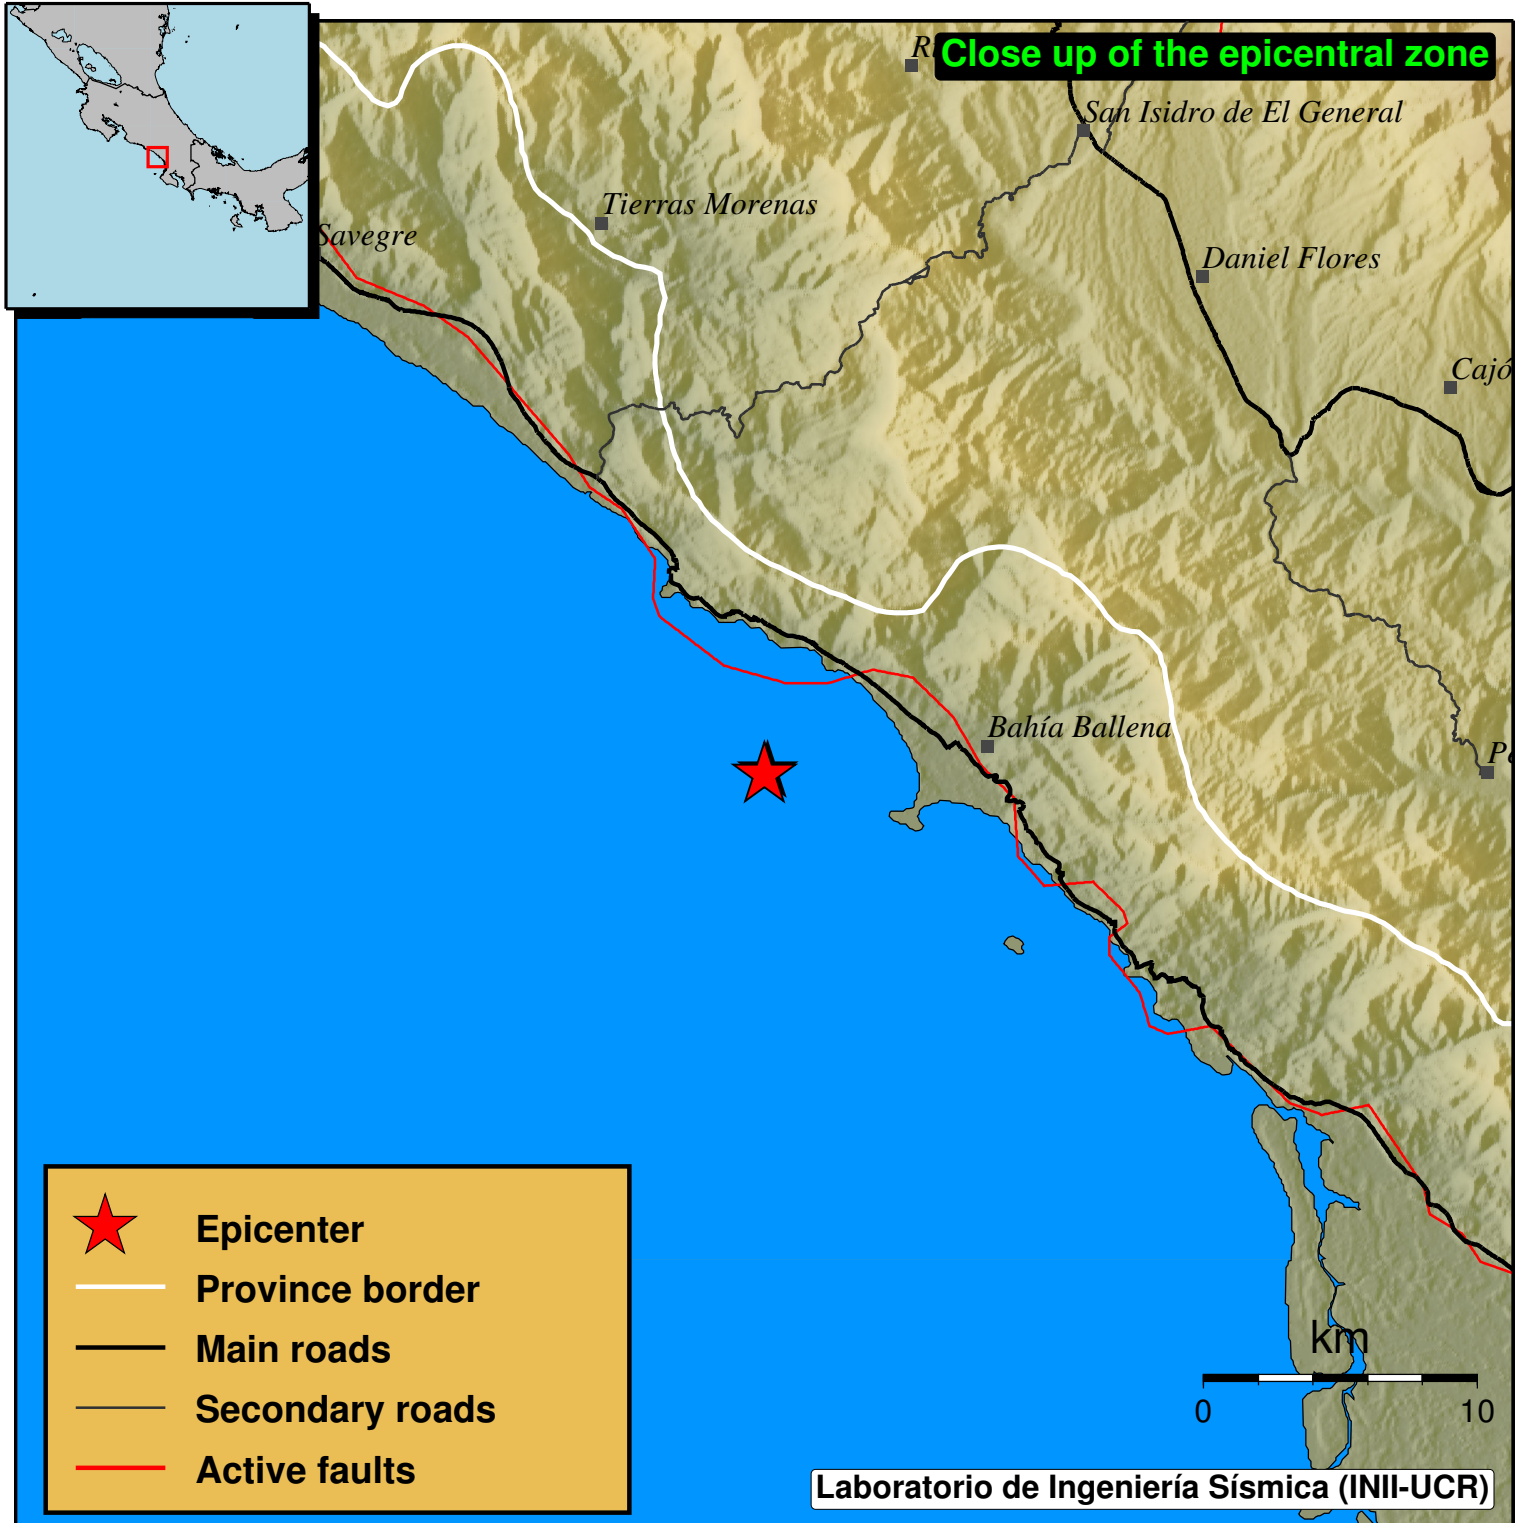 Close up of the epicentral zone
San Isidro de El General
Tierras Morenas
Savegre
Daniel Flores
Bahía Ballena
Epicenter
Province border
Main roads
Secondary roads
Active faults
km
0 10
Laboratorio de Ingeniería Sísmica (INII-UCR)